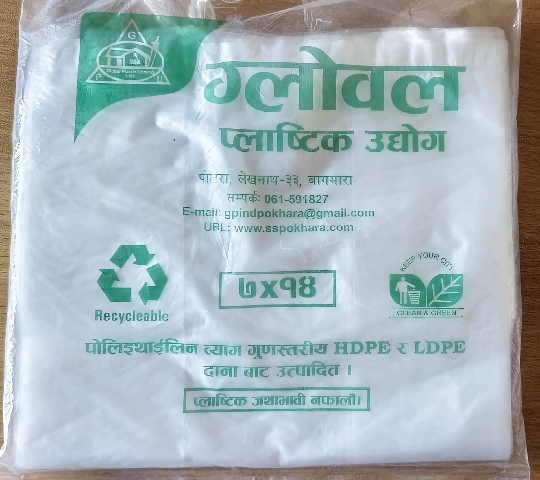 G
P
ग्लोवल
प्लाष्टिक उद्योग
लेखनाथ-३३, बागमारा
सम्पर्क: 061-591827
E-mail: gpindpokhara@gmail.com
URL: www.sspokhara.com
KEEP YOUR CITY
७x१४
Recycleable
CLEAN & GREEN
पोलिइथाईलिन व्याग गुणस्तरीय HDPE र LDPE
दाना बाट उत्पादित ।
प्लाष्टिक जथाभावी नफालौं।